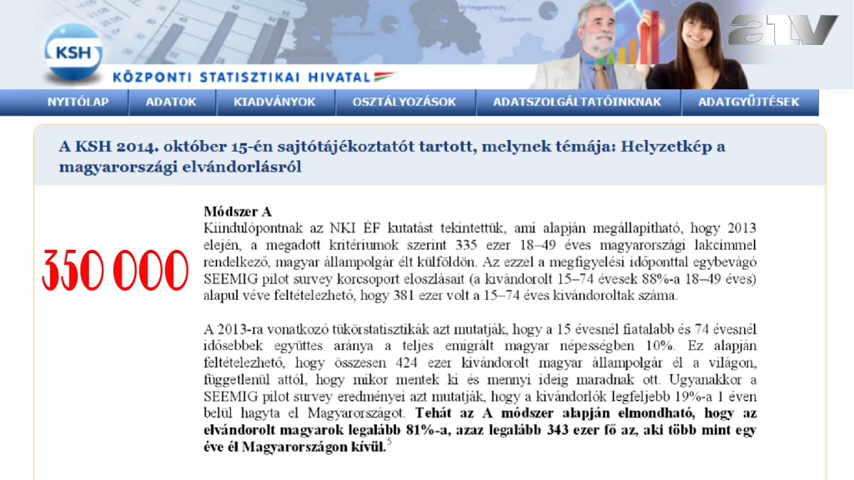 KSH
KÖZPONTI STATISZTIKAI HIVATAL
atv
NYITÓLAP ADATOK KIADVÁNYOK OSZTÁLYOZÁSOK ADATSZOLGÁLTATÓINKNAK ADATGYŰJTÉSEK
A KSH 2014. október 15-én sajtótájékoztatót tartott, melynek témája: Helyzetkép a
magyarországi elvándorlásról
350 000
Módszer A
Kiindulópontnak az NKI ÉF kutatást tekintettük, ami alapján megállapítható, hogy 2013
elején, a megadott kritériumok szerint 335 ezer 18–49 éves magyarországi lakcímmel
rendelkező, magyar állampolgár élt külföldön. Az ezzel a megfigyelési időponttal egybevágó
SEEMIG pilot survey korcsoport eloszlásait (a kivándorolt 15–74 évesek 88%-a 18–49 éves)
alapul véve feltételezhető, hogy 381 ezer volt a 15–74 éves kivándoroltak száma.
A 2013-ra vonatkozó tükörstatisztikák azt mutatják, hogy a 15 évesnél fiatalabb és 74 évesnél
idősebbek együttes aránya a teljes emigrált magyar népességben 10%. Ez alapján
feltételezhető, hogy összesen 424 ezer kivándorolt magyar állampolgár él a világon,
függetlenül attól, hogy mikor mentek ki és mennyi ideig maradnak ott. Ugyanakkor a
SEEMIG pilot survey eredményei azt mutatják, hogy a kivándorlók legfeljebb 19%-a 1 éven
belül hagyta el Magyarországot. Tehát az A módszer alapján elmondható, hogy az
elvándorolt magyarok legalább 81%-a, azaz legalább 343 ezer fő az, aki több mint egy
éve él Magyarországon kívül.5